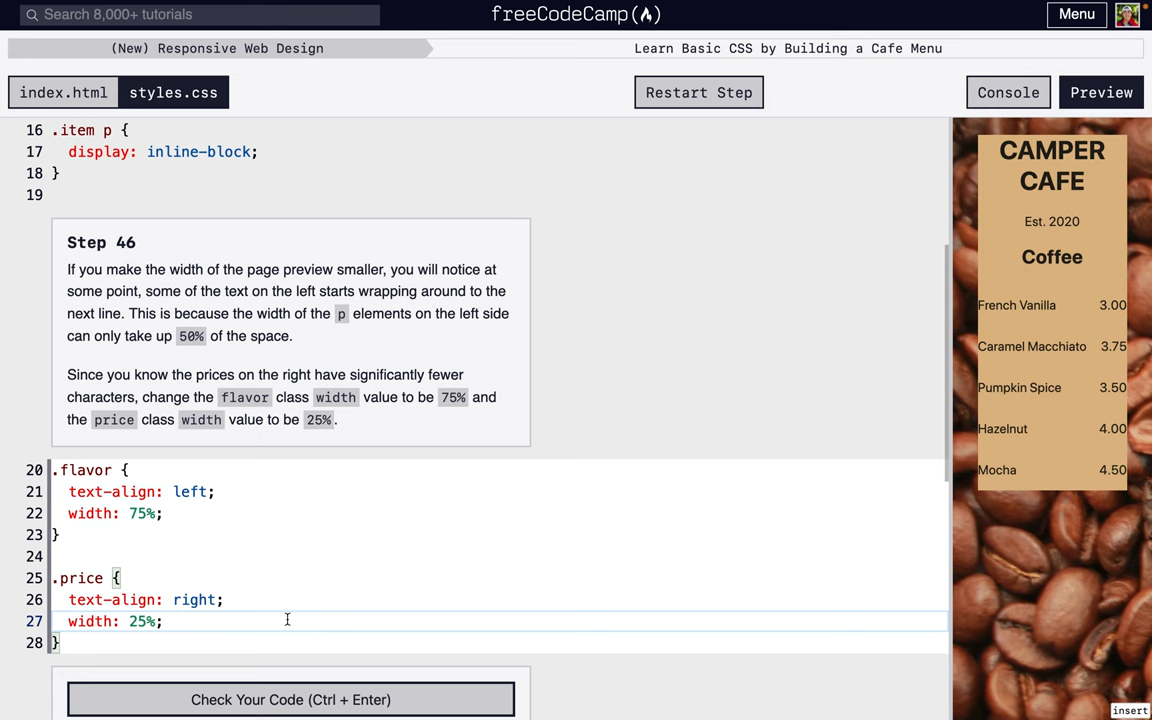 Search 8,000+ tutorials
freeCodeCamp(🔥)
Menu
(New) Responsive Web Design
Learn Basic CSS by Building a Cafe Menu
index.html
styles.css
Restart Step
Console
Preview
16 .item p {
17 display: inline-block;
18 }
19
Step 46
If you make the width of the page preview smaller, you will notice at
some point, some of the text on the left starts wrapping around to the
next line. This is because the width of the p elements on the left side
can only take up 50% of the space.
Since you know the prices on the right have significantly fewer
characters, change the flavor class width value to be 75% and
the price class width value to be 25%.
20 .flavor {
21 text-align: left;
22 width: 75%;
23 }
24
25 .price {
26 text-align: right;
27 width: 25%;
28 }
Check Your Code (Ctrl + Enter)
CAMPER
CAFE
Est. 2020
Coffee
French Vanilla 3.00
Caramel Macchiato 3.75
Pumpkin Spice 3.50
Hazelnut 4.00
Mocha 4.50
insert